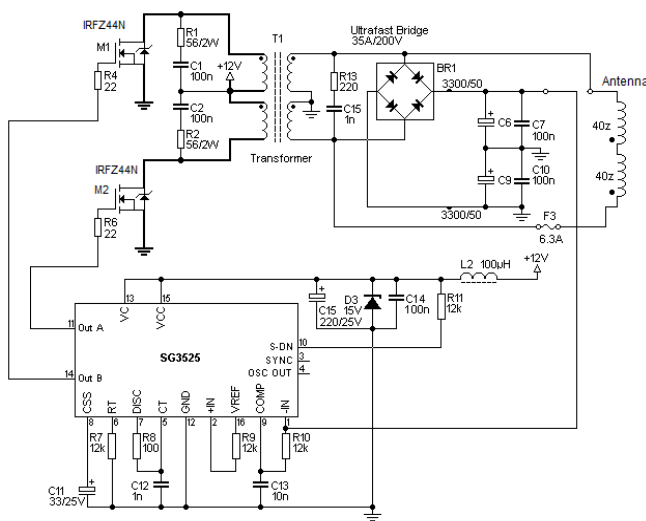 IRFZ44N
M1
R4
22
R1
56/2W
C1
100n
+12V
C2
100n
R2
56/2W
T1
Transformer
R13
220
C15
1n
Ultrafast Bridge
35A/200V
BR1
3300/50
C6
C7
100n
C9
C10
100n
3300/50
Antenna
40z
40z
F3
6.3A
IRFZ44N
M2
R6
22
L2 100µH
+12V
C15
220/25V
D3
15V
C14
100n
R11
12k
13
15
VC
VCC
11
Out A
14
Out B
SG3525
S-DN
10
SYNC
3
OSC OUT
4
CSS
RT
DISC
CT
GND
+IN
VREF
COMP
-IN
8
6
7
5
12
2
16
9
1
R7
12k
R8
100
R9
12k
R10
12k
C11
33/25V
C12
1n
C13
10n